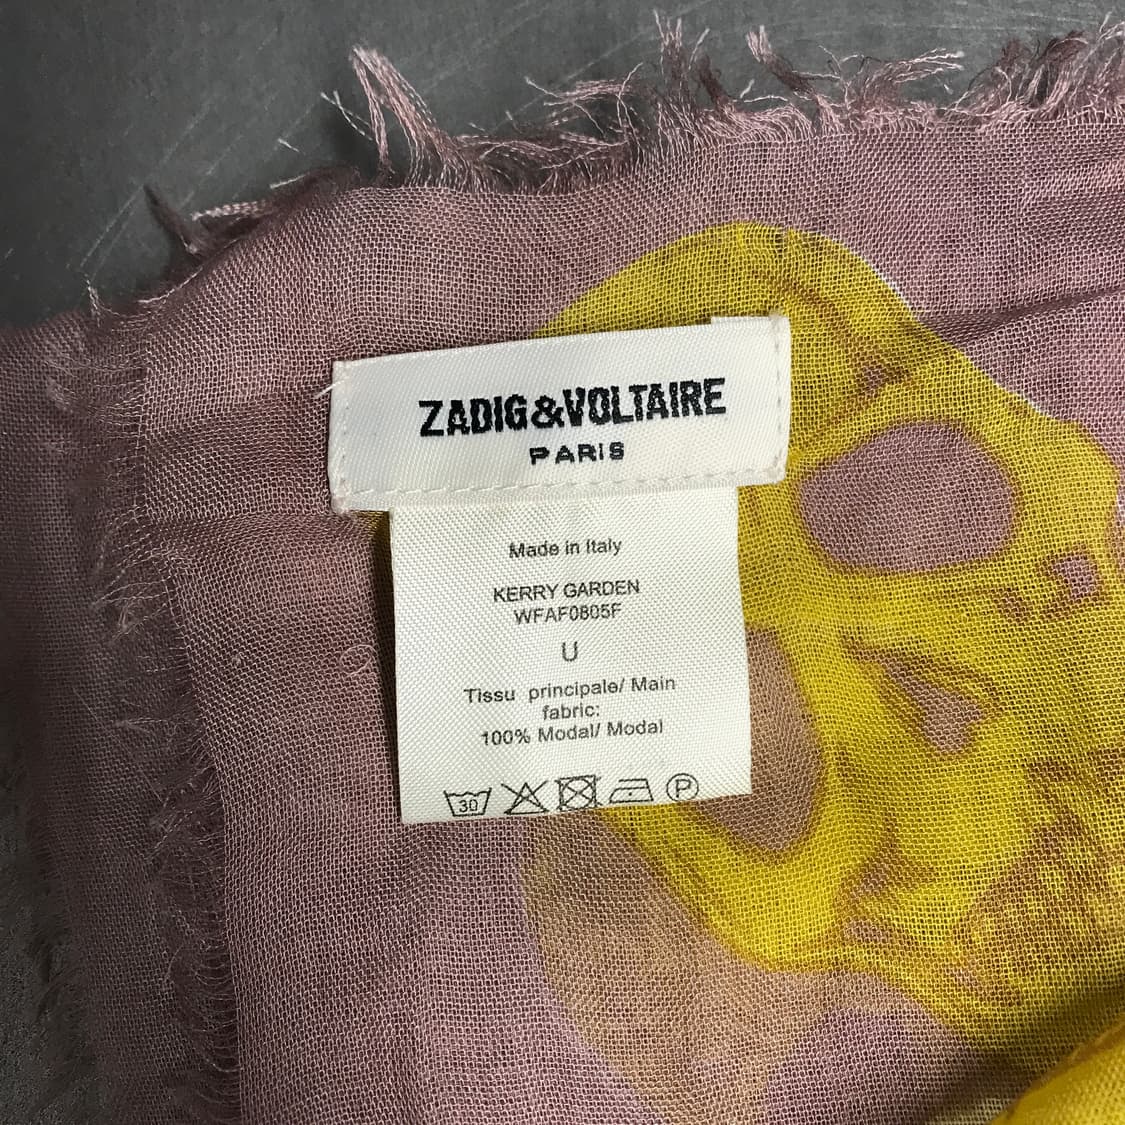 ZADIG&VOLTAIRE
PARIS
Made in Italy
KERRY GARDEN
WFAF0805F
U
Tissu principale/ Main
fabric:
100% Modal/ Modal
30 P